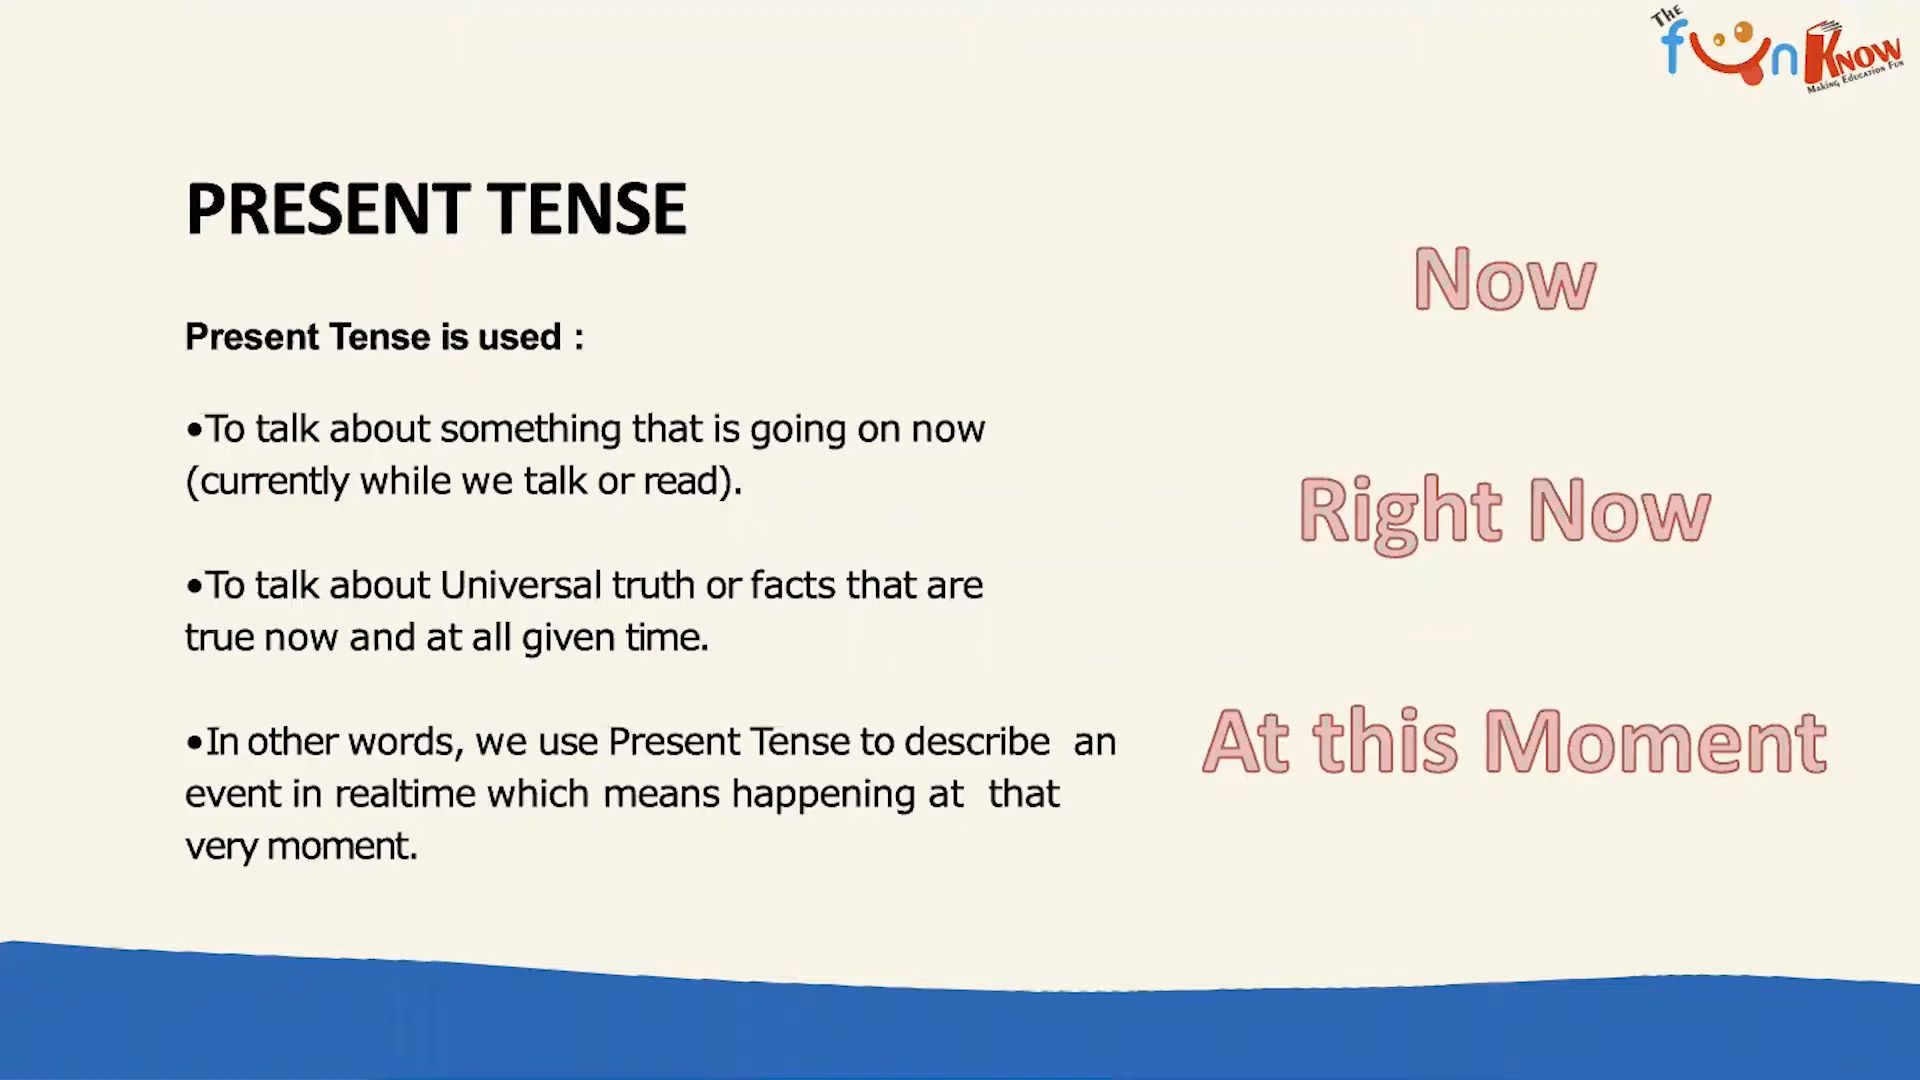 The
fun Know
Making Education Fun
PRESENT TENSE
Now
Present Tense is used :
•To talk about something that is going on now
(currently while we talk or read).
Right Now
•To talk about Universal truth or facts that are
true now and at all given time.
At this Moment
•In other words, we use Present Tense to describe an
event in realtime which means happening at that
very moment.